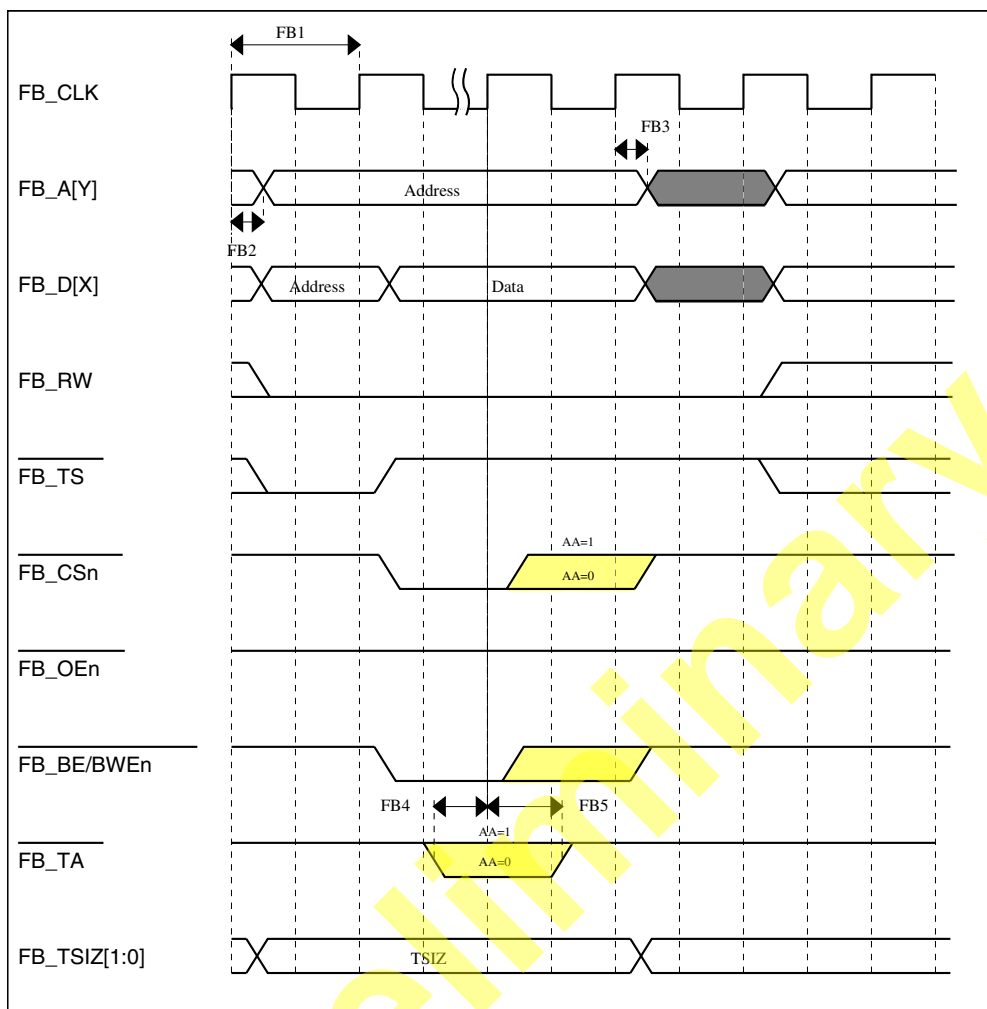 FB1
FB_CLK
FB3
FB_A[Y]
Address
FB2
FB_D[X]
Address
Data
FB_RW
FB_TS
FB_CSn
AA=1
AA=0
FB_OEn
FB_BE/BWEn
FB4
FB5
AA=1
FB_TA
AA=0
FB_TSIZ[1:0]
TSIZ
eliminary